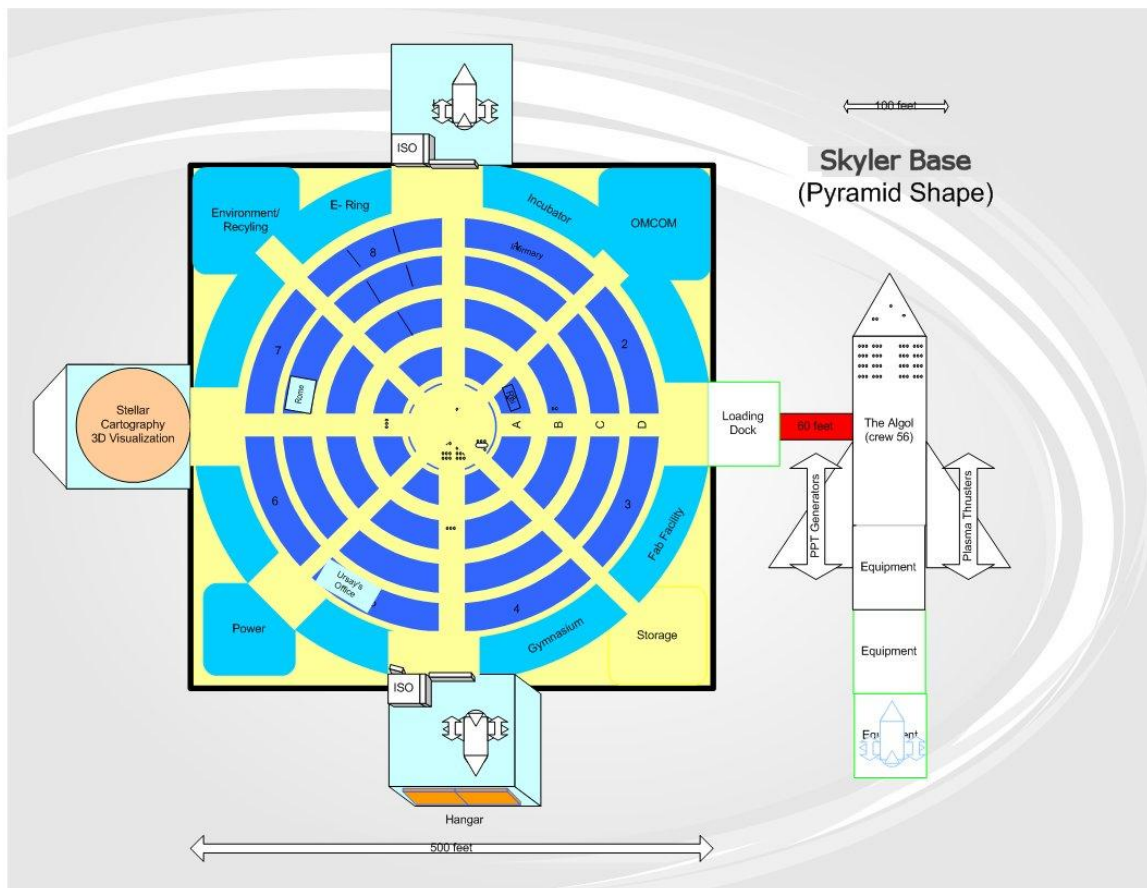 100 feet
Skyler Base
(Pyramid Shape)
ISO
Environment/
Recyling
E- Ring
Incubator
OMCOM
8
7
2
Rome
Stellar
Cartography
3D Visualization
A
B
C
D
Loading
Dock
60 feet
The Algol
(crew 56)
PPT Generators
Plasma Thrusters
6
3
Fab Facility
Ursay's
Office
4
Equipment
Power
Gymnasium
Storage
Equipment
ISO
Hangar
500 feet